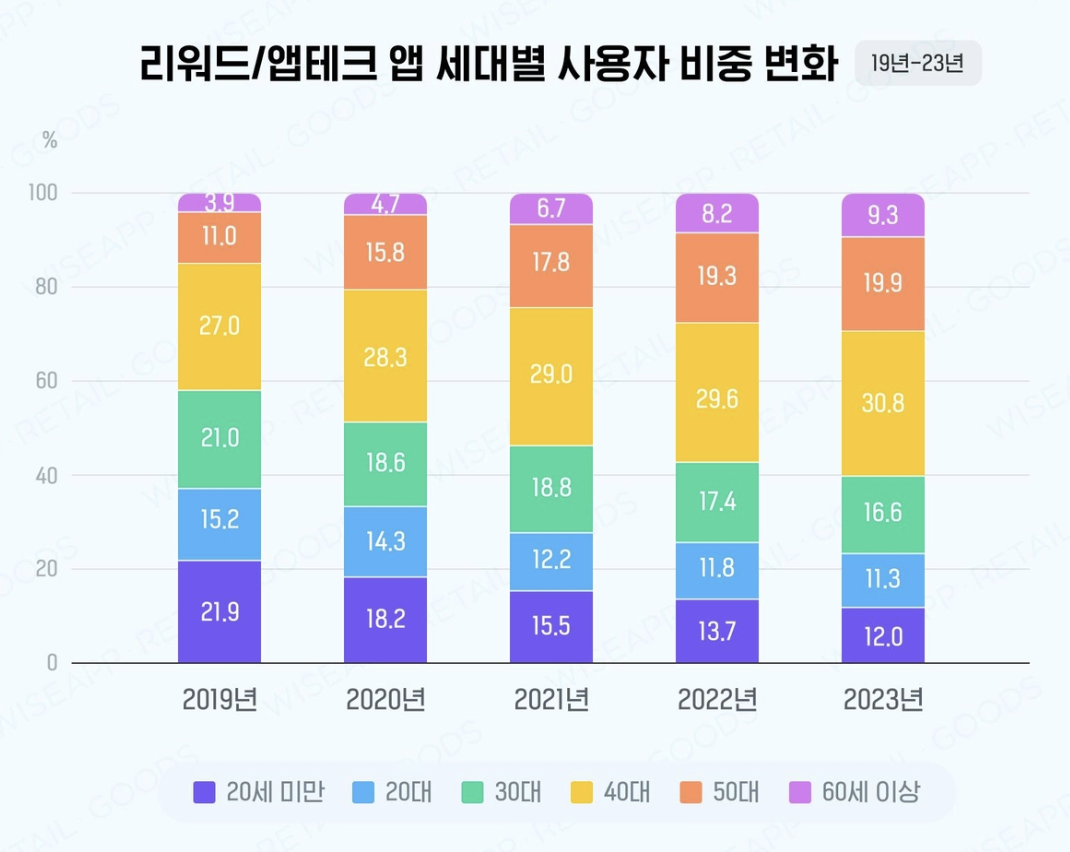 리워드/앱테크 앱 세대별 사용자 비중 변화 19년-23년
%
100
80
60
40
20
0
3.9 4.7 6.7 8.2 9.3
11.0 15.8 17.8 19.3 19.9
27.0 28.3 29.0 29.6 30.8
21.0 18.6 18.8 17.4 16.6
15.2 14.3 12.2 11.8 11.3
21.9 18.2 15.5 13.7 12.0
2019년 2020년 2021년 2022년 2023년
20세 미만 20대 30대 40대 50대 60세 이상
WISEAPP · RETAIL · GOODS